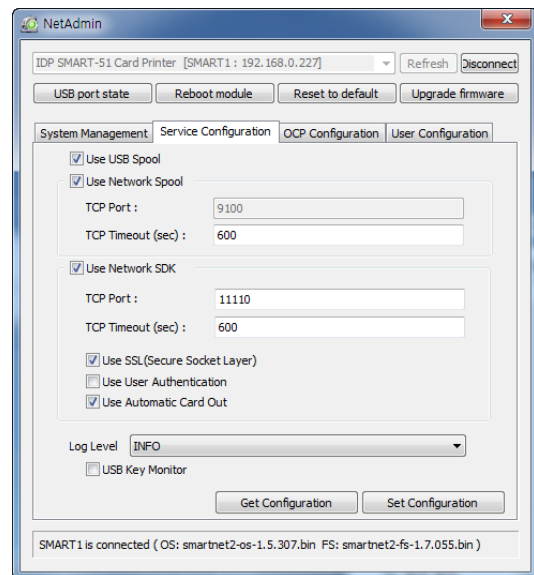 NetAdmin
IDP SMART-51 Card Printer [SMART1 : 192.168.0.227] Refresh Disconnect
USB port state Reboot module Reset to default Upgrade firmware
System Management Service Configuration OCP Configuration User Configuration
Use USB Spool
Use Network Spool
TCP Port : 9100
TCP Timeout (sec) : 600
Use Network SDK
TCP Port : 11110
TCP Timeout (sec) : 600
Use SSL(Secure Socket Layer)
Use User Authentication
Use Automatic Card Out
Log Level INFO
USB Key Monitor
Get Configuration Set Configuration
SMART1 is connected ( OS: smartnet2-os-1.5.307.bin FS: smartnet2-fs-1.7.055.bin )